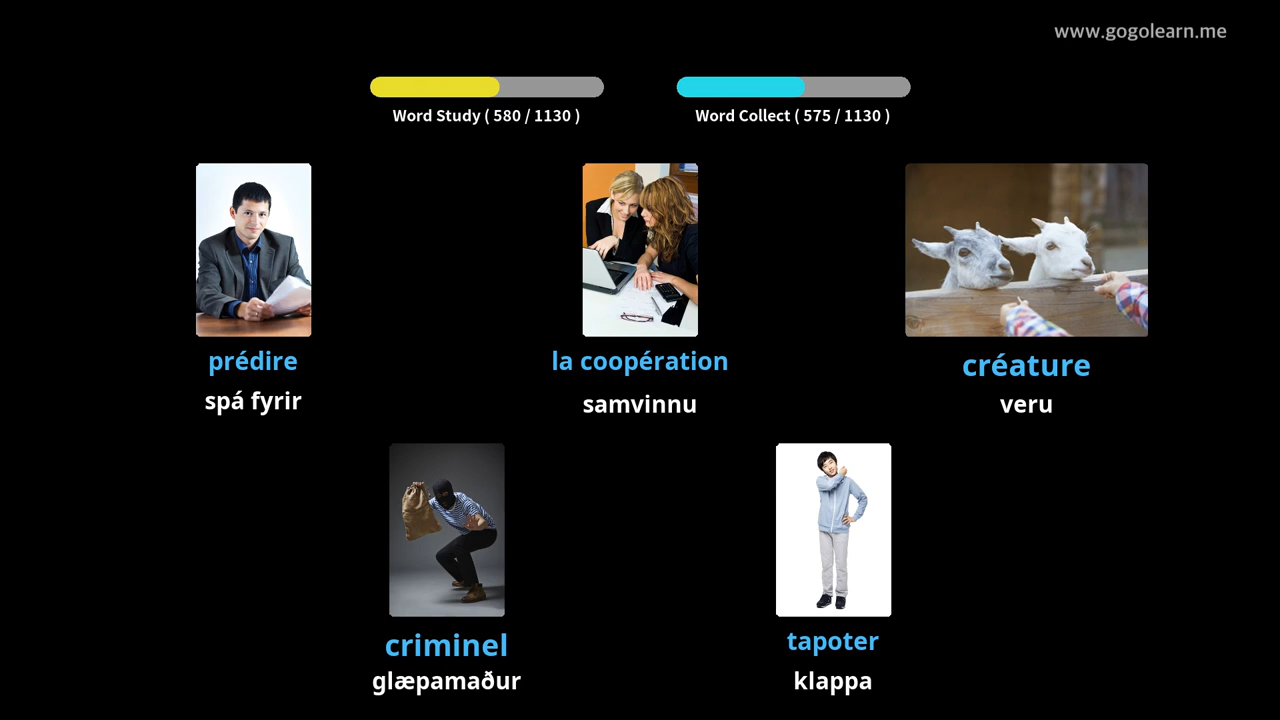 www.gogolearn.me
Word Study ( 580 / 1130 )
Word Collect ( 575 / 1130 )
prédire
spá fyrir
la coopération
samvinnu
créature
veru
criminel
glæpamaður
tapoter
klappa